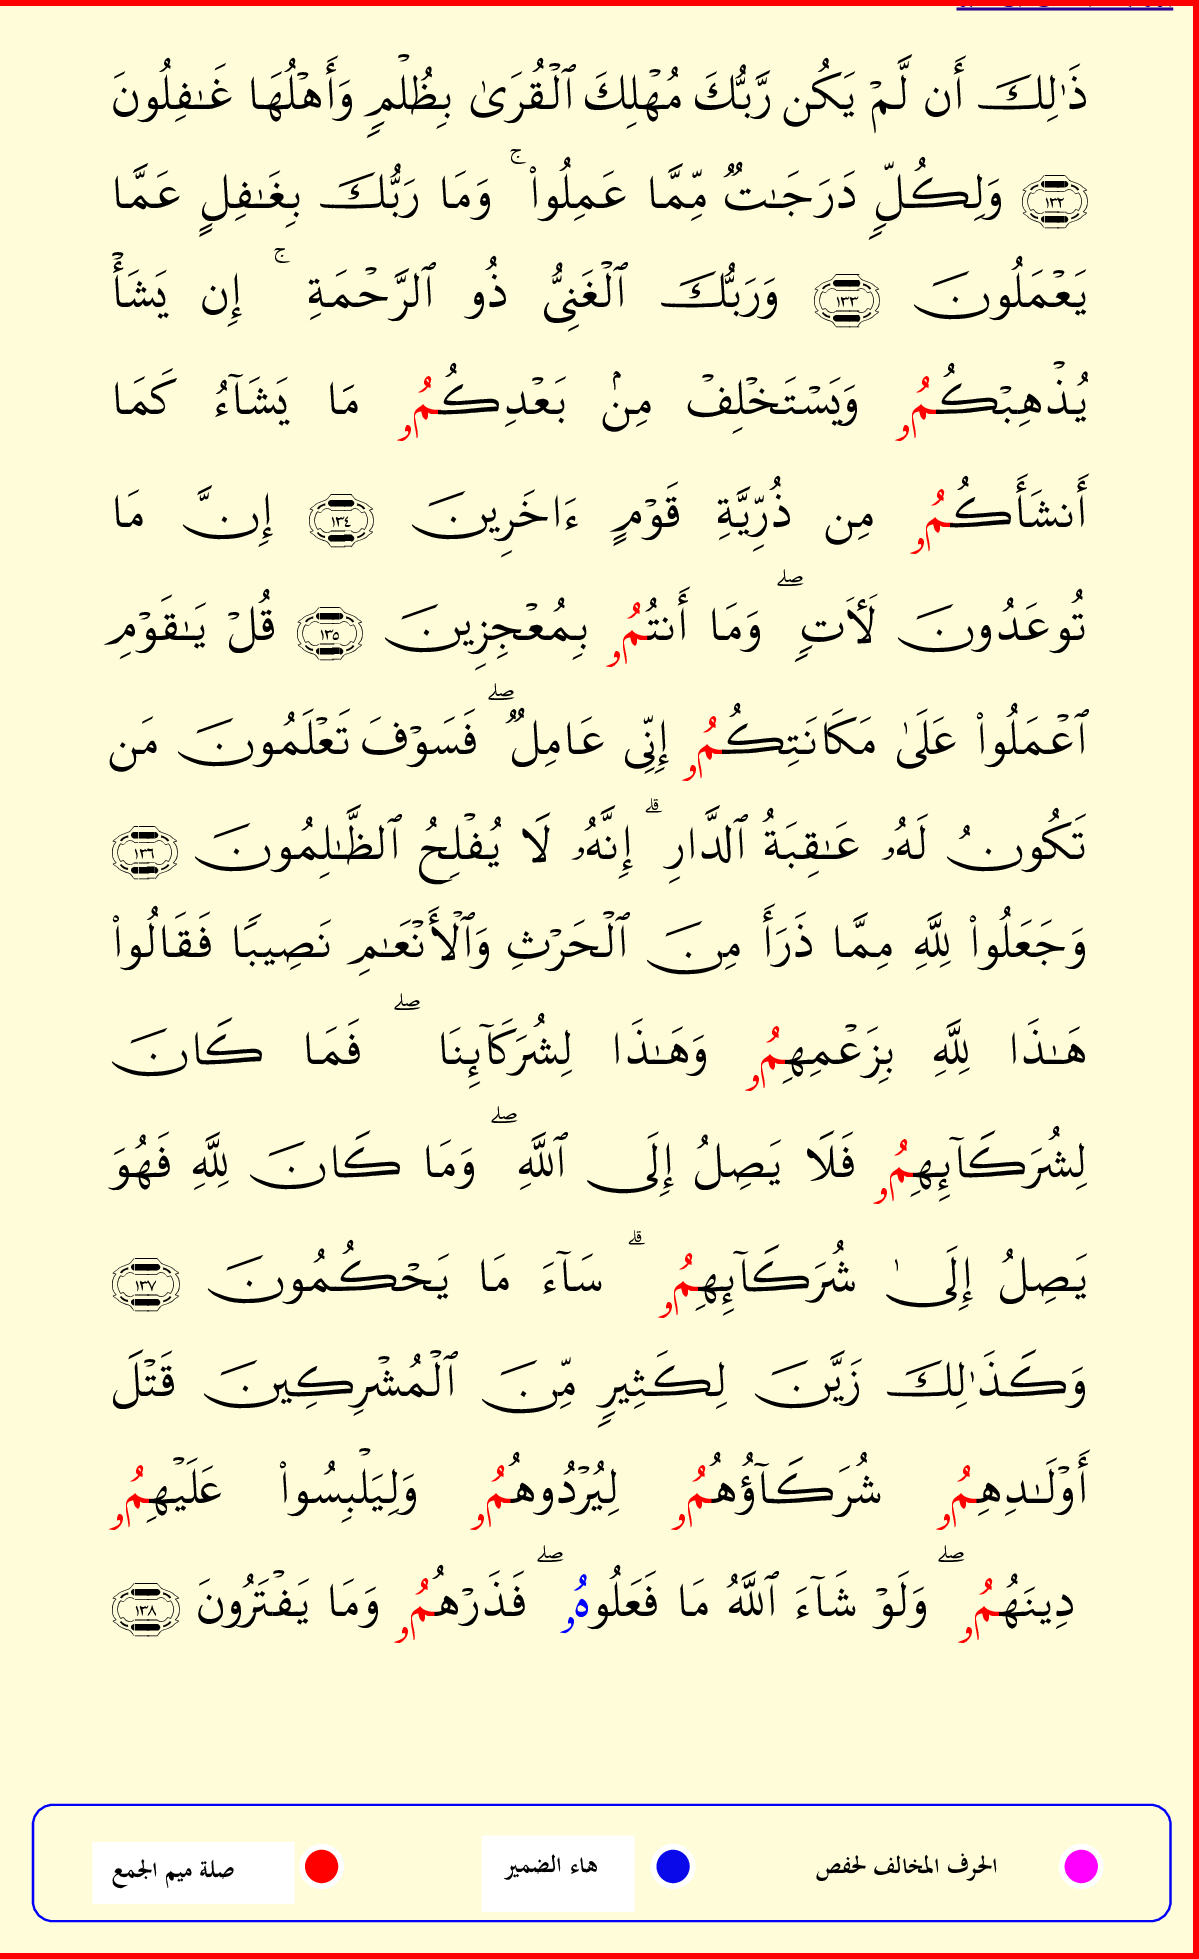 ذَٰلِكَ أَن لَّمْ يَكُن رَّبُّكَ مُهْلِكَ ٱلْقُرَىٰ بِظُلْمٍ وَأَهْلُهَا غَـٰفِلُونَ
١٣٢ وَلِكُلٍّ دَرَجَـٰتٌ مِّمَّا عَمِلُوا۟ ۚ وَمَا رَبُّكَ بِغَـٰفِلٍ عَمَّا
يَعْمَلُونَ ١٣٣ وَرَبُّكَ ٱلْغَنِىُّ ذُو ٱلرَّحْمَةِ ۚ إِن يَشَأْ
يُذْهِبْكُمُۥ وَيَسْتَخْلِفْ مِنۢ بَعْدِكُمُۥ مَا يَشَآءُ كَمَا
أَنشَأَكُمُۥ مِن ذُرِّيَّةِ قَوْمٍ ءَاخَرِينَ ١٣٤ إِنَّ مَا
تُوعَدُونَ لَـَٔاتٍ ۖ وَمَا أَنتُمُۥ بِمُعْجِزِينَ ١٣٥ قُلْ يَـٰقَوْمِ
ٱعْمَلُوا۟ عَلَىٰ مَكَانَتِكُمُۥ إِنِّى عَامِلٌ ۖ فَسَوْفَ تَعْلَمُونَ مَن
تَكُونُ لَهُۥ عَـٰقِبَةُ ٱلدَّارِ ۗ إِنَّهُۥ لَا يُفْلِحُ ٱلظَّـٰلِمُونَ ١٣٦
وَجَعَلُوا۟ لِلَّهِ مِمَّا ذَرَأَ مِنَ ٱلْحَرْثِ وَٱلْأَنْعَـٰمِ نَصِيبًا فَقَالُوا۟
هَـٰذَا لِلَّهِ بِزَعْمِهِمُۥ وَهَـٰذَا لِشُرَكَآئِنَا ۖ فَمَا كَانَ
لِشُرَكَآئِهِمُۥ فَلَا يَصِلُ إِلَى ٱللَّهِ ۖ وَمَا كَانَ لِلَّهِ فَهُوَ
يَصِلُ إِلَىٰ شُرَكَآئِهِمُۥ ۗ سَآءَ مَا يَحْكُمُونَ ١٣٧
وَكَذَٰلِكَ زَيَّنَ لِكَثِيرٍ مِّنَ ٱلْمُشْرِكِينَ قَتْلَ
أَوْلَـٰدِهِمُۥ شُرَكَآؤُهُمُۥ لِيُرْدُوهُمُۥ وَلِيَلْبِسُوا۟ عَلَيْهِمُۥ
دِينَهُمُۥ ۖ وَلَوْ شَآءَ ٱللَّهُ مَا فَعَلُوهُۥ ۖ فَذَرْهُمُۥ وَمَا يَفْتَرُونَ ١٣٨
الحرف المخالف لحفص هاء الضمير صلة ميم الجمع